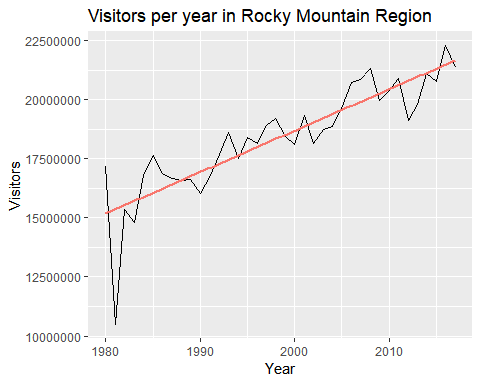 Visitors per year in Rocky Mountain Region
Visitors
22500000
20000000
17500000
15000000
12500000
10000000
1980 1990 2000 2010
Year